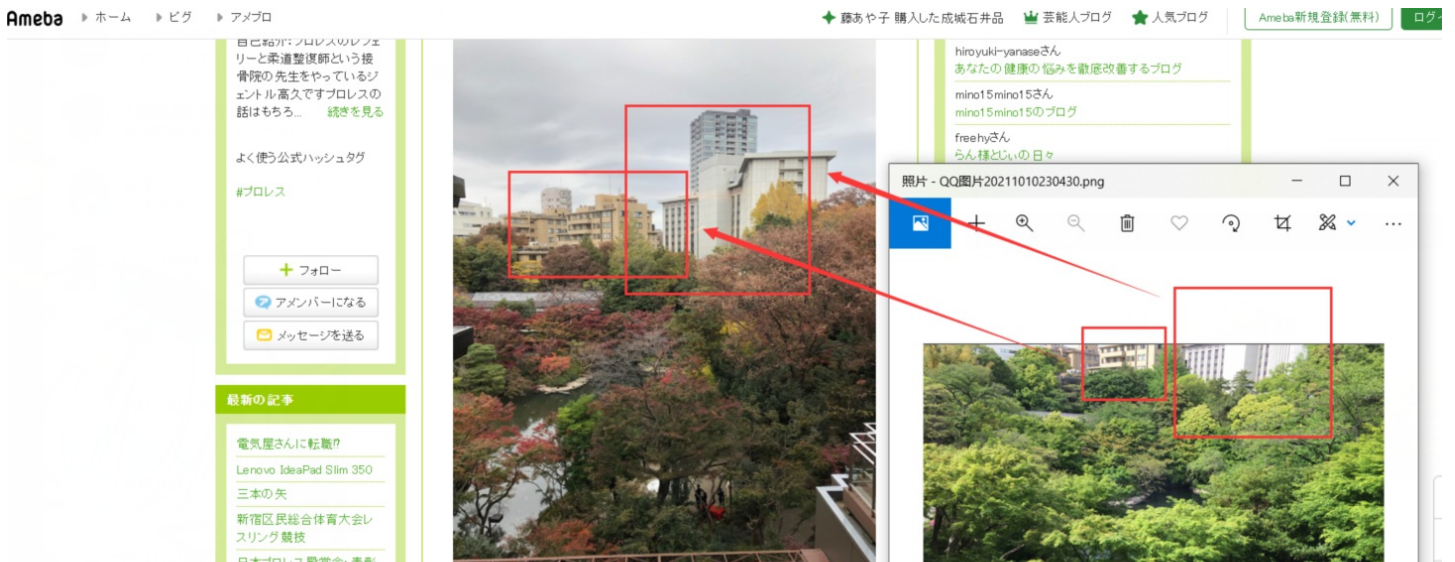 Ameba
ホーム
ピグ
アメブロ
藤あや子 購入した成城石井品
芸能人ブログ
人気ブログ
Ameba新規登録(無料)
ログイ
自己紹介:プロレスのレフェ
リーと柔道整復師という接
骨院の先生をやっているジ
ェントル高久ですプロレスの
話はもちろ... 続きを見る
よく使う公式ハッシュタグ
#プロレス
フォロー
アメンバーになる
メッセージを送る
最新の記事
電気屋さんに転職⁉
Lenovo IdeaPad Slim 350
三本の矢
新宿区民総合体育大会レ
スリング競技
hiroyuki-yanaseさん
あなたの健康の悩みを徹底改善するブログ
mino15mino15さん
mino15mino15のブログ
freehyさん
らん様とじぃの日々
照片 - QQ图片20211010230430.png